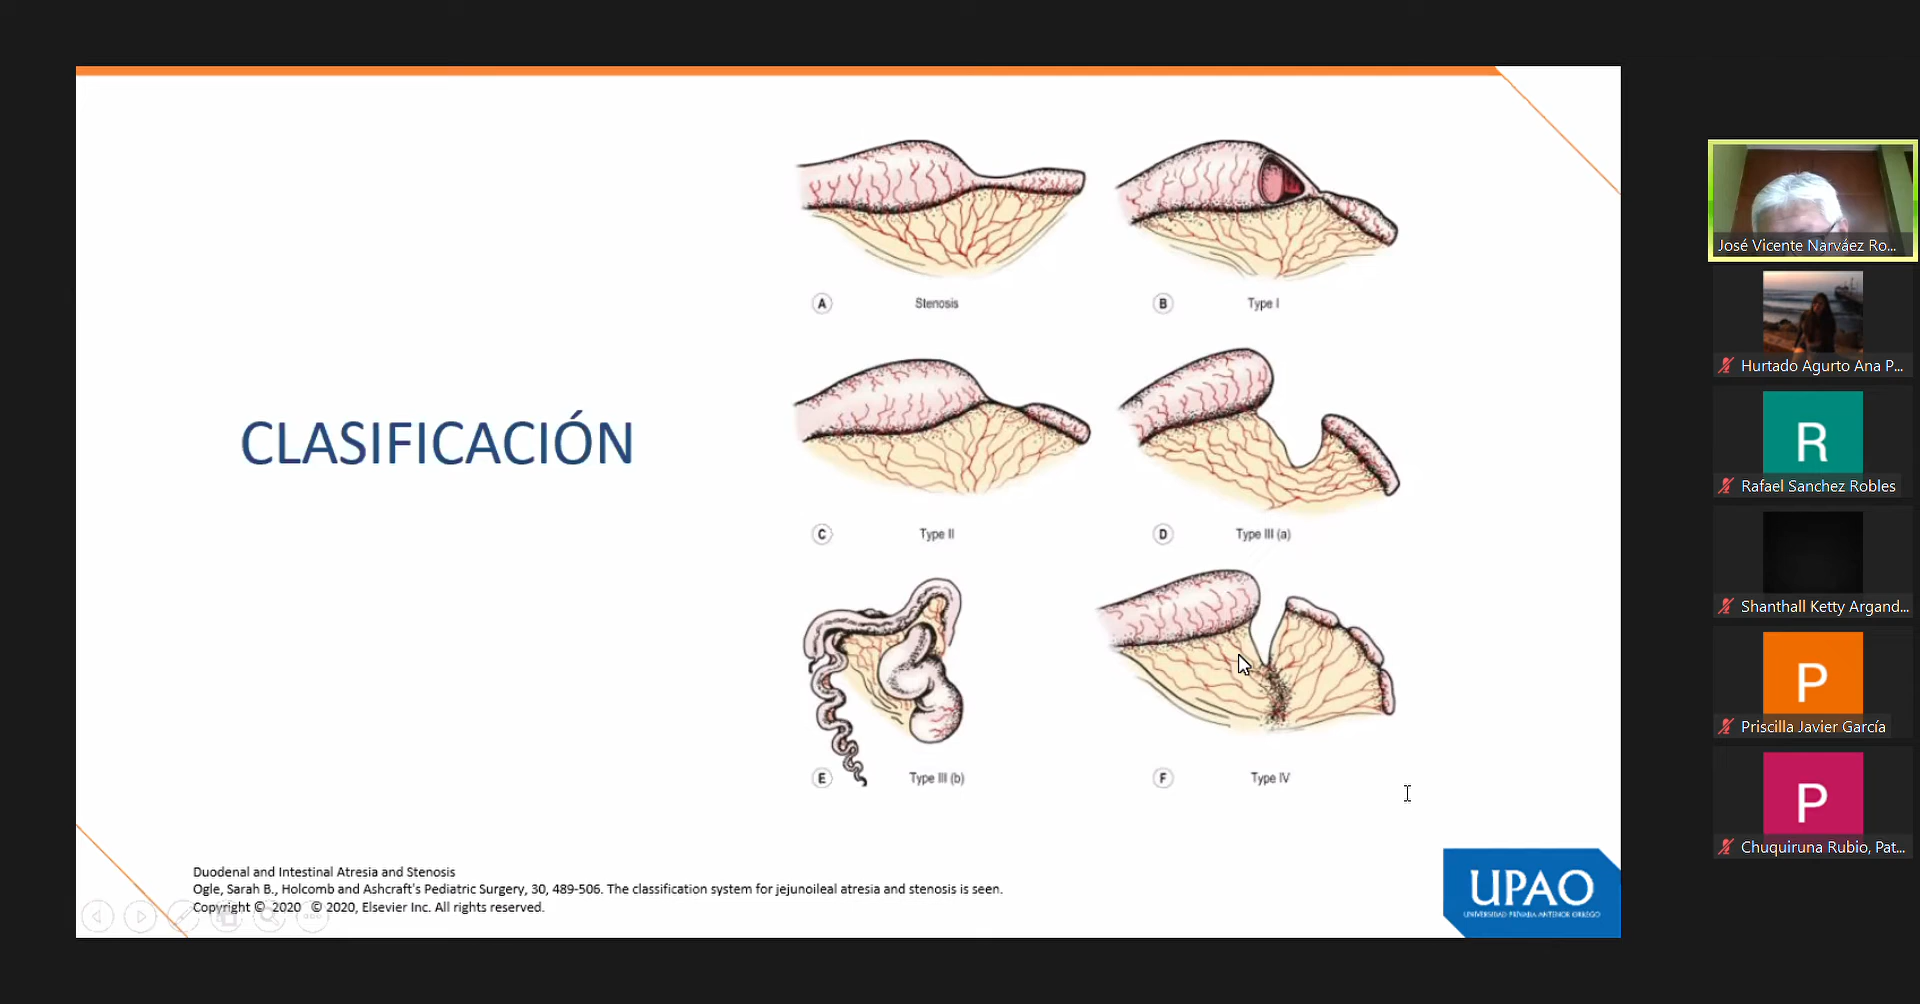 CLASIFICACIÓN
A Stenosis
B Type I
C Type II
D Type III (a)
E Type III (b)
F Type IV
Duodenal and Intestinal Atresia and Stenosis
Ogle, Sarah B., Holcomb and Ashcraft's Pediatric Surgery, 30, 489-506. The classification system for jejunoileal atresia and stenosis is seen.
Copyright © 2020 © 2020, Elsevier Inc. All rights reserved.
UPAO
UNIVERSIDAD PRIVADA ANTENOR ORREGO
José Vicente Narváez Ro...
Hurtado Agurto Ana P...
R
Rafael Sanchez Robles
Shanthall Ketty Argand...
P
Priscilla Javier García
P
Chuquiruna Rubio, Pat...